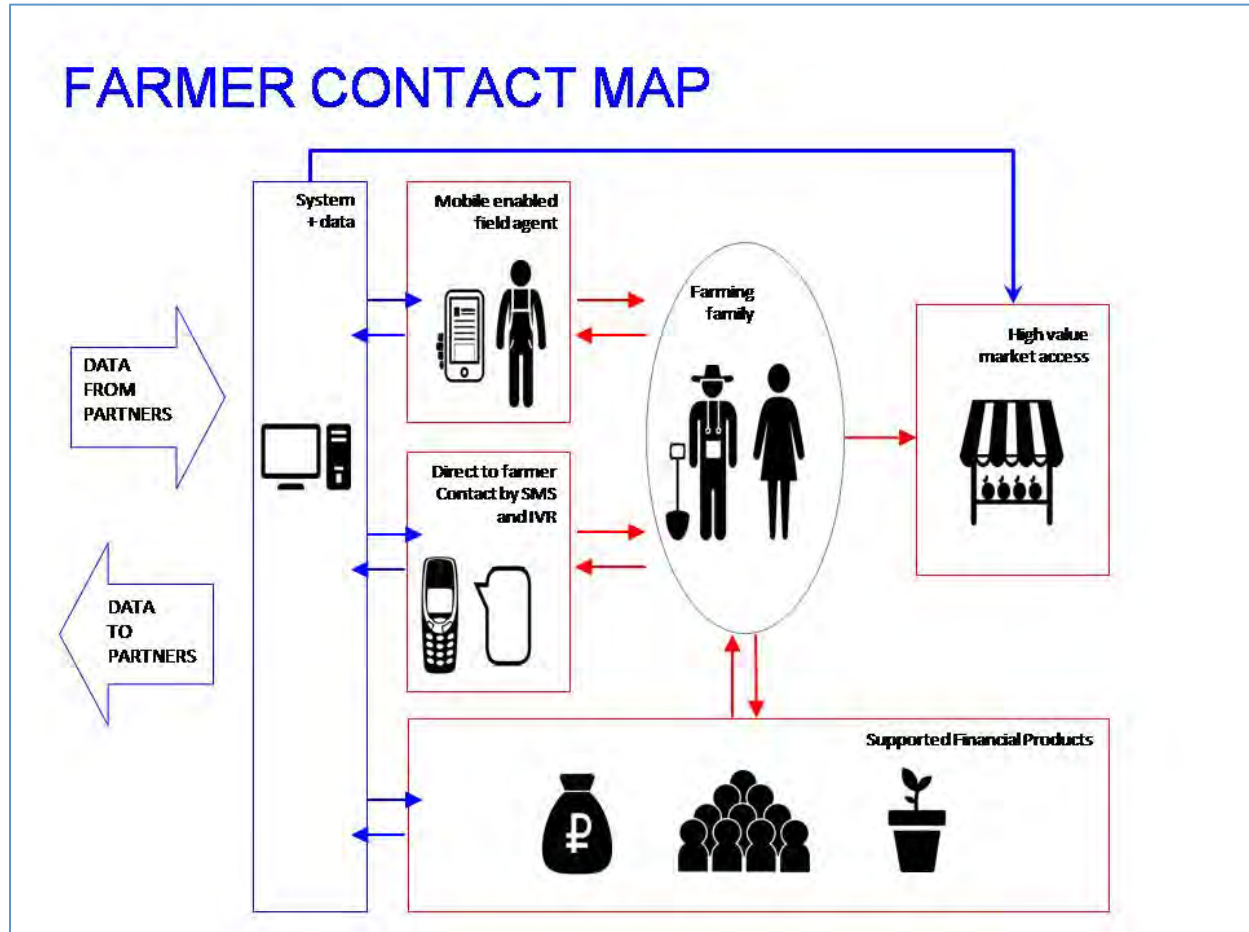 FARMER CONTACT MAP
System
+ data
Mobile enabled
field agent
Farming
family
High value
market access
DATA
FROM
PARTNERS
Direct to farmer
Contact by SMS
and IVR
DATA
TO
PARTNERS
Supported Financial Products
₽